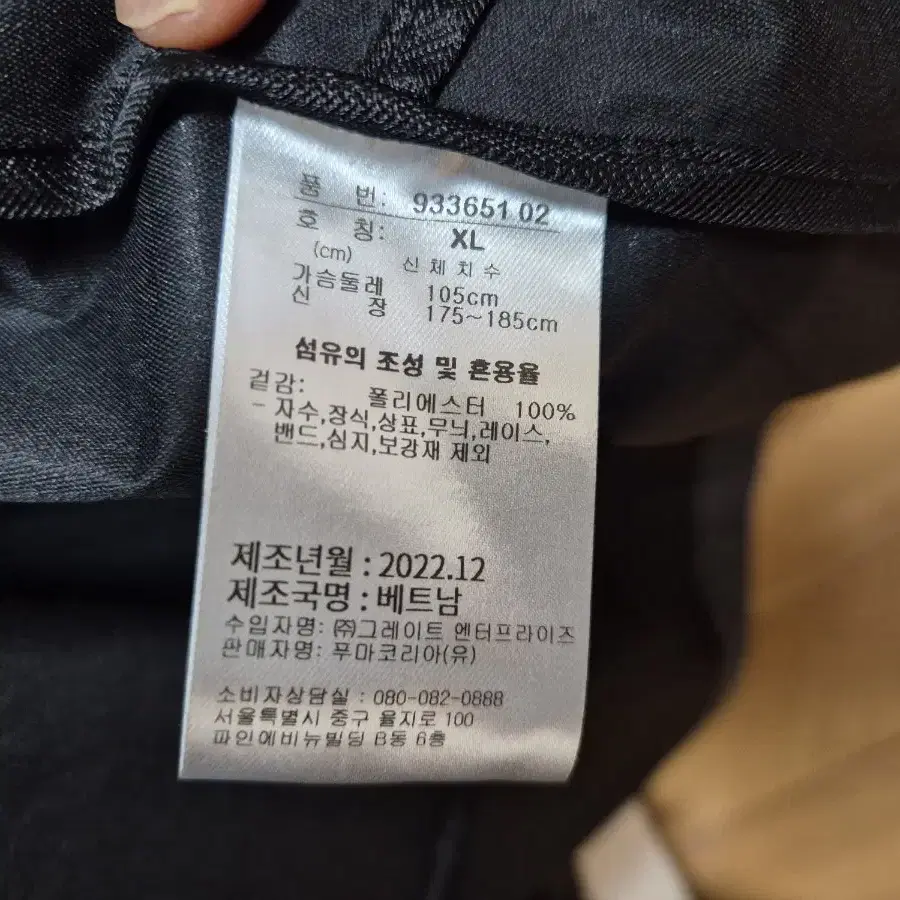 품 번: 933651 02
호 칭: XL
(cm) 신체치수
가슴둘레 105cm
신 장 175~185cm
섬유의 조성 및 혼용율
겉감: 폴리에스터 100%
- 자수,장식,상표,무늬,레이스,
밴드,심지,보강재 제외
제조년월 : 2022.12
제조국명 : 베트남
수입자명: ㈜그레이트 엔터프라이즈
판매자명: 푸마코리아(유)
소비자상담실 : 080-082-0888
서울특별시 중구 을지로 100
파인에비뉴빌딩 B동 6층